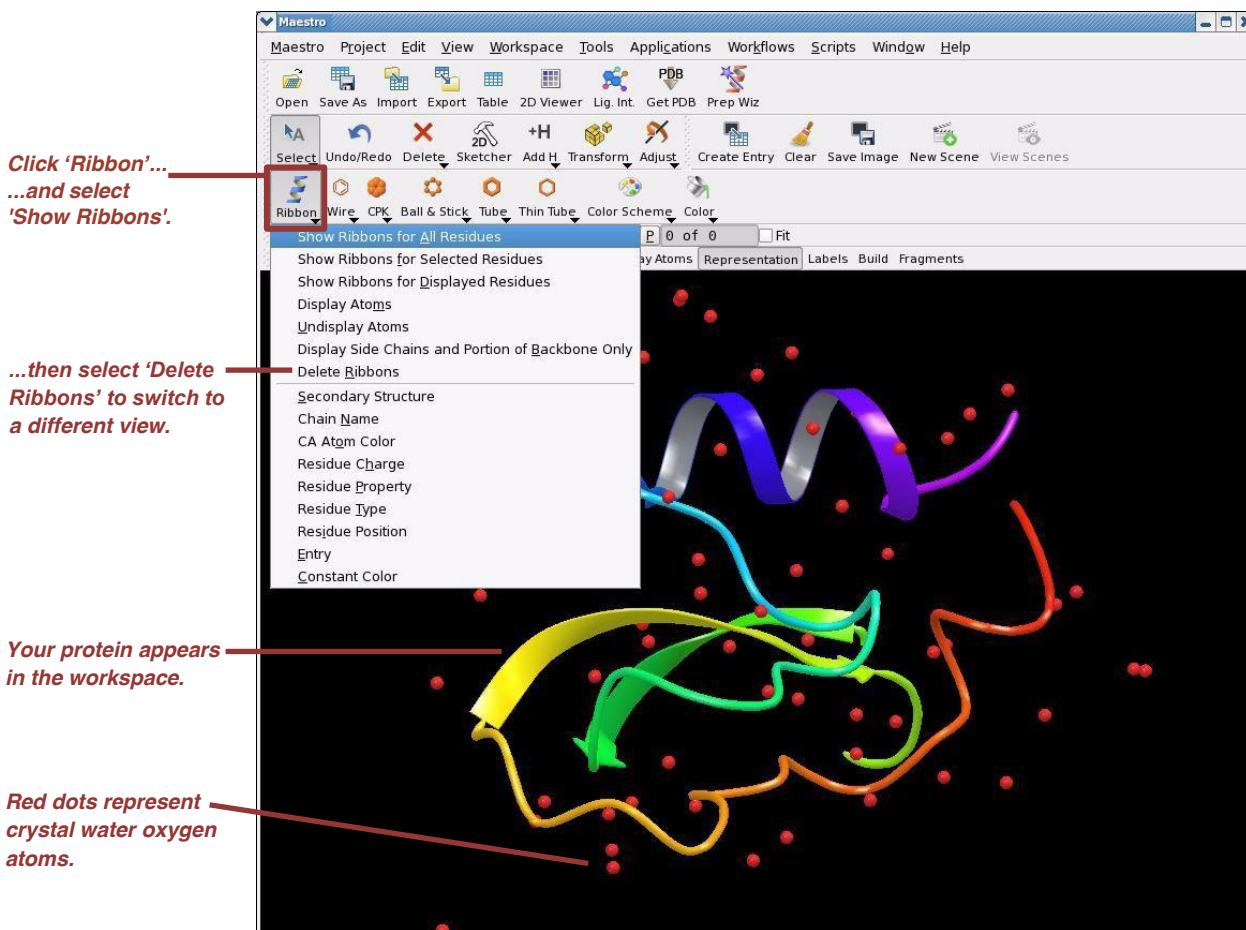 Maestro
Maestro Project Edit View Workspace Tools Applications Workflows Scripts Window Help
Open Save As Import Export Table 2D Viewer Lig. Int. Get PDB Prep Wiz
PDB
2D
+H
A
Select Undo/Redo Delete Sketcher Add H Transform Adjust Create Entry Clear Save Image New Scene View Scenes
Click ‘Ribbon’...
...and select
'Show Ribbons'.
Ribbon Wire CPK Ball & Stick Tube Thin Tube Color Scheme Color
P 0 of 0 Fit
ay Atoms Representation Labels Build Fragments
Show Ribbons for All Residues
Show Ribbons for Selected Residues
Show Ribbons for Displayed Residues
Display Atoms
Undisplay Atoms
Display Side Chains and Portion of Backbone Only
Delete Ribbons
Secondary Structure
Chain Name
CA Atom Color
Residue Charge
Residue Property
Residue Type
Residue Position
Entry
Constant Color
...then select ‘Delete
Ribbons’ to switch to
a different view.
Your protein appears
in the workspace.
Red dots represent
crystal water oxygen
atoms.